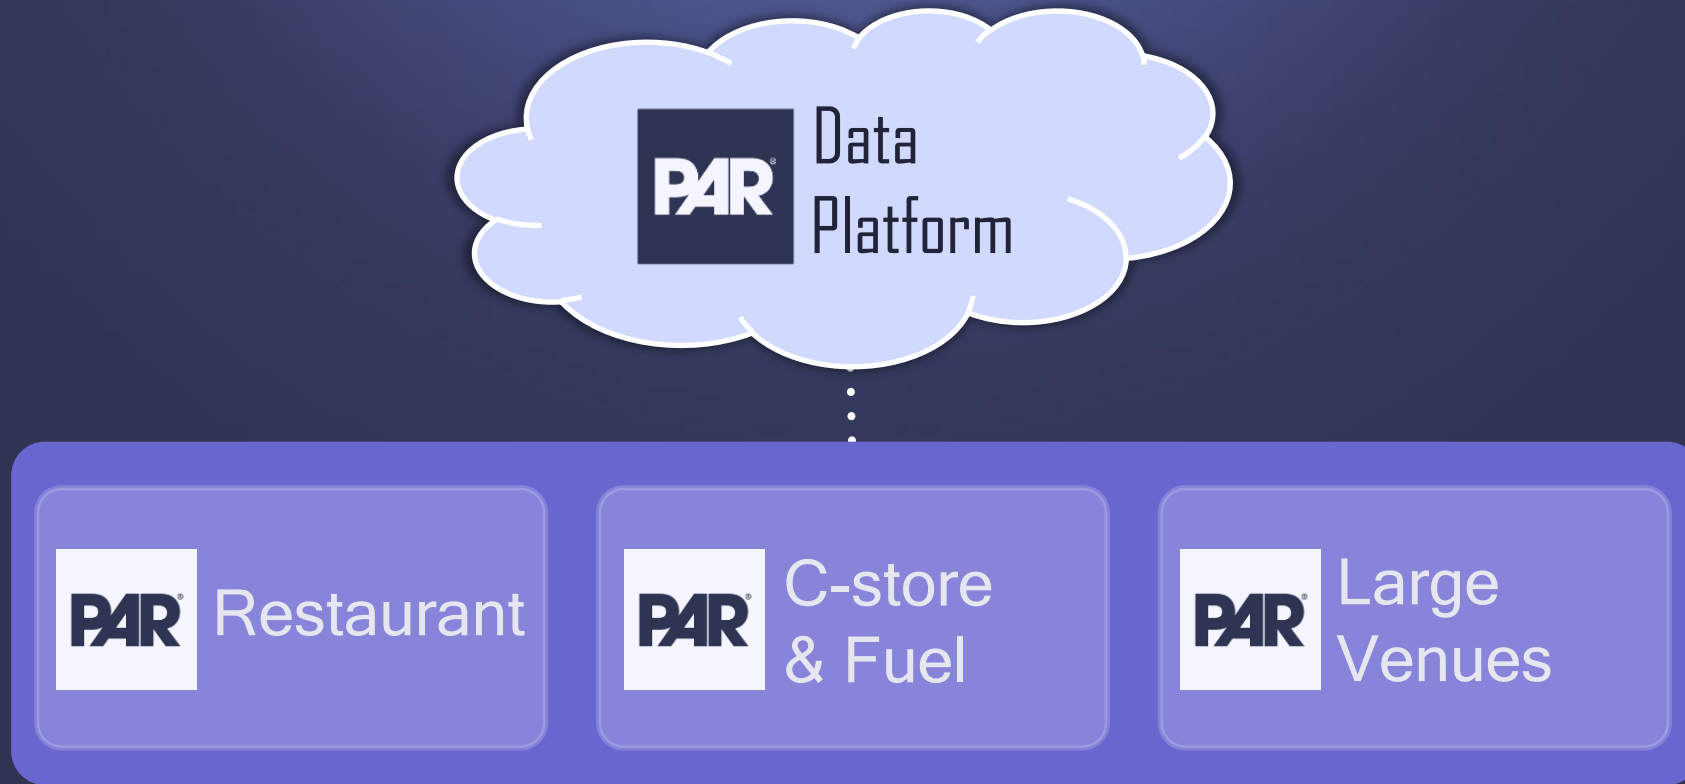 PAR®
Data
Platform
PAR®
Restaurant
PAR®
C-store
& Fuel
PAR®
Large
Venues